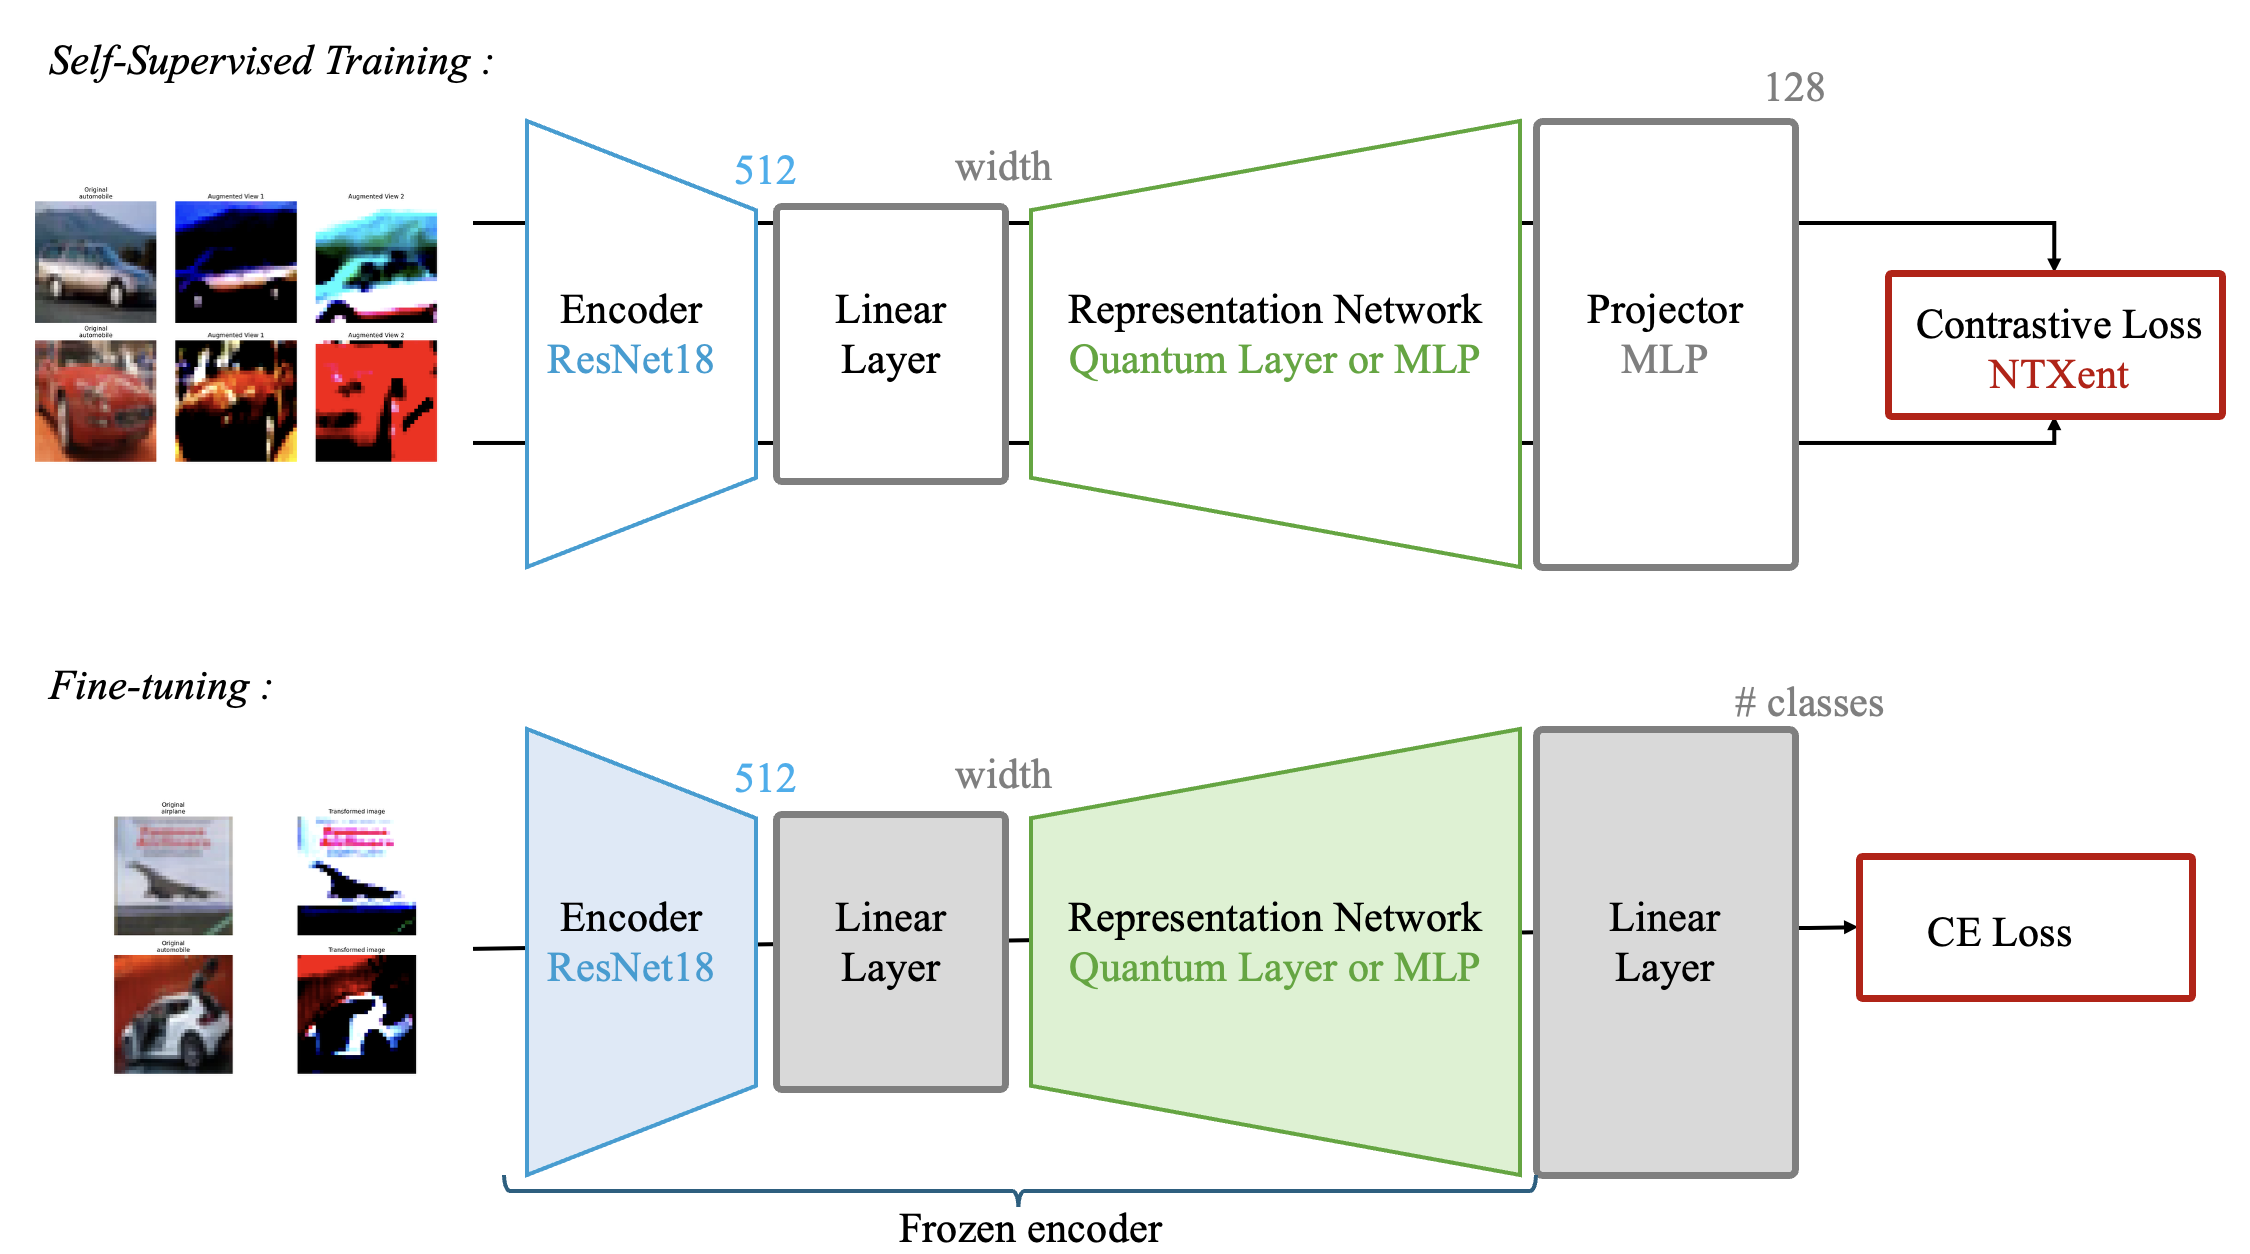 Self-Supervised Training :
128
512
width
Original
automobile
Augmented View 1
Augmented View 2
Original
automobile
Augmented View 1
Augmented View 2
Encoder
ResNet18
Linear
Layer
Representation Network
Quantum Layer or MLP
Projector
MLP
Contrastive Loss
NTXent
Fine-tuning :
# classes
512
width
Original
airplane
Transformed image
Original
automobile
Transformed image
Encoder
ResNet18
Linear
Layer
Representation Network
Quantum Layer or MLP
Linear
Layer
CE Loss
Frozen encoder